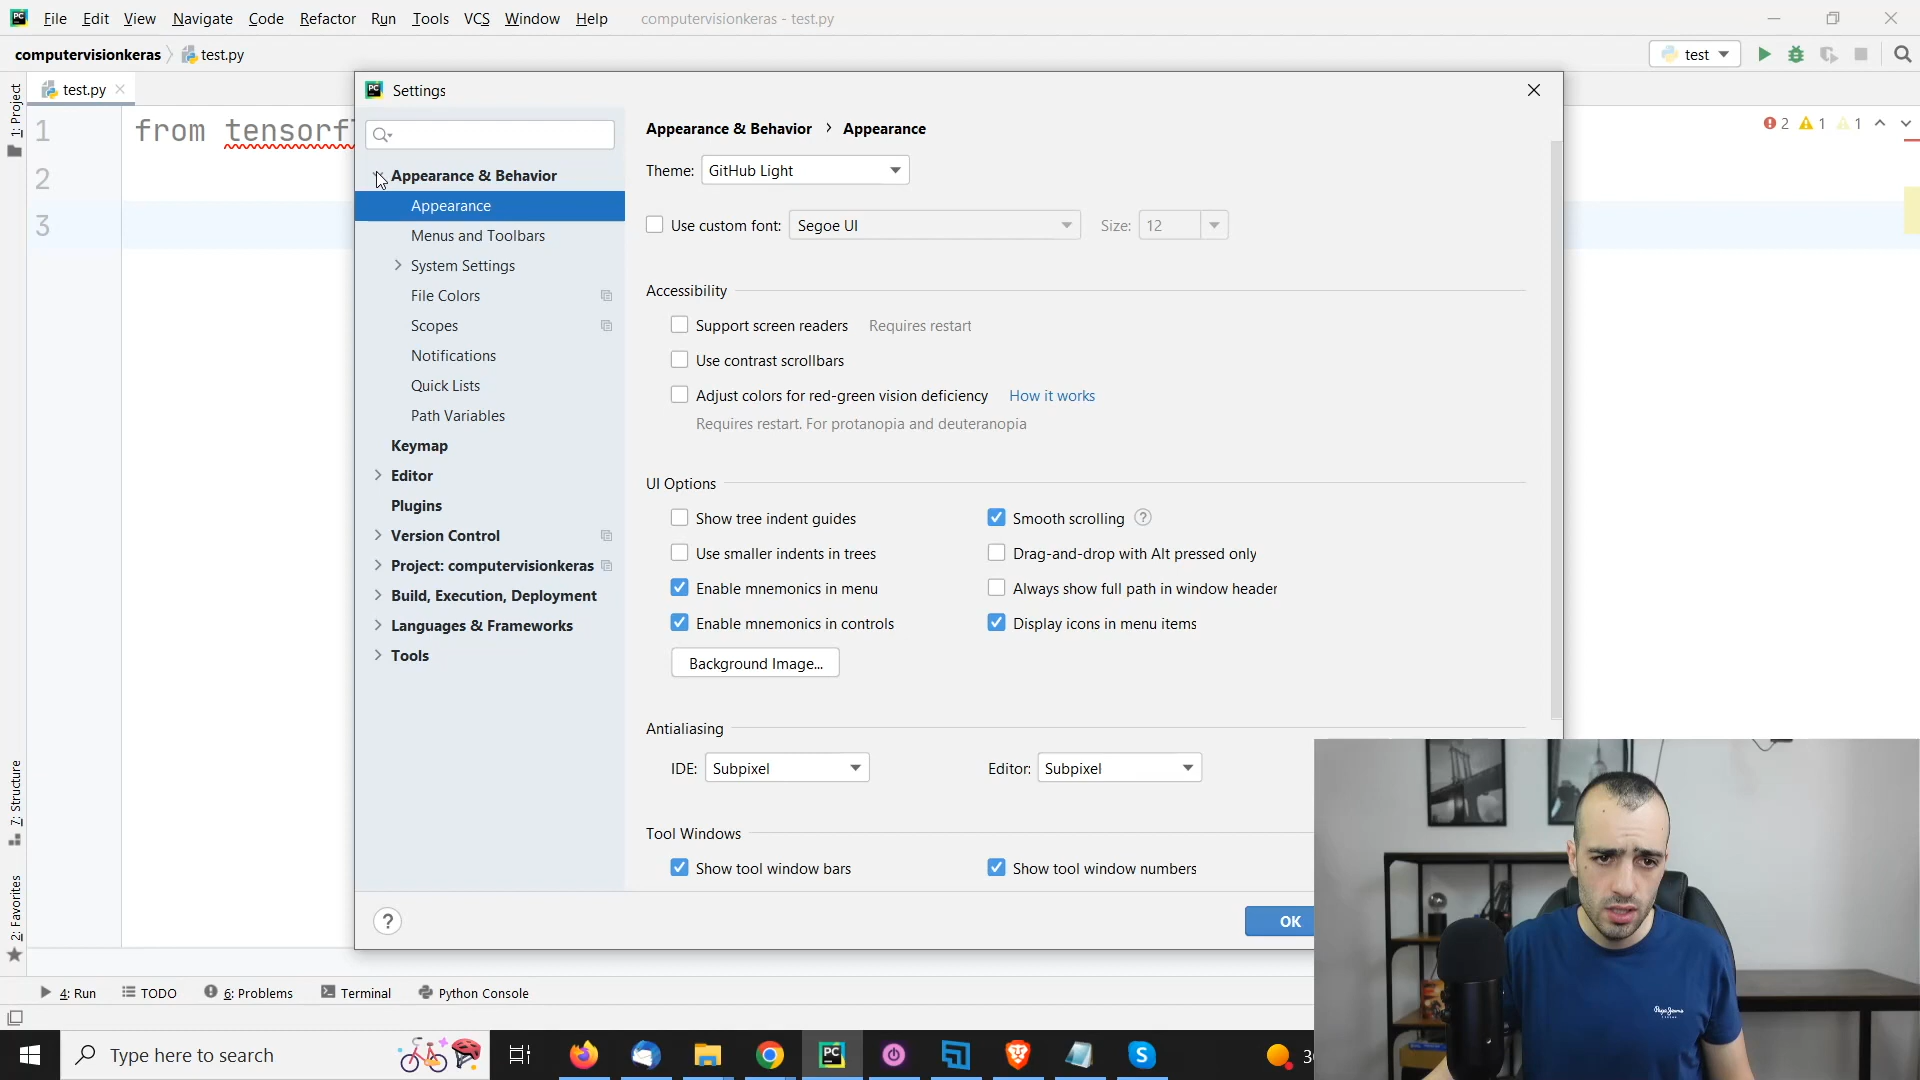 File Edit View Navigate Code Refactor Run Tools VCS Window Help computervisionkeras - test.py
computervisionkeras test.py test
test.py
1: Project
1 from tensorf
2
3
2 1 1
Settings
Appearance & Behavior
Appearance
Menus and Toolbars
System Settings
File Colors
Scopes
Notifications
Quick Lists
Path Variables
Keymap
Editor
Plugins
Version Control
Project: computervisionkeras
Build, Execution, Deployment
Languages & Frameworks
Tools
Appearance & Behavior › Appearance
Theme: GitHub Light
Use custom font: Segoe UI Size: 12
Accessibility
Support screen readers Requires restart
Use contrast scrollbars
Adjust colors for red-green vision deficiency How it works
Requires restart. For protanopia and deuteranopia
UI Options
Show tree indent guides Smooth scrolling ?
Use smaller indents in trees Drag-and-drop with Alt pressed only
Enable mnemonics in menu Always show full path in window header
Enable mnemonics in controls Display icons in menu items
Background Image...
Antialiasing
IDE: Subpixel Editor: Subpixel
Tool Windows
Show tool window bars Show tool window numbers
? OK
7: Structure
2: Favorites
4: Run TODO 6: Problems Terminal Python Console
Type here to search
Pepe Jeans